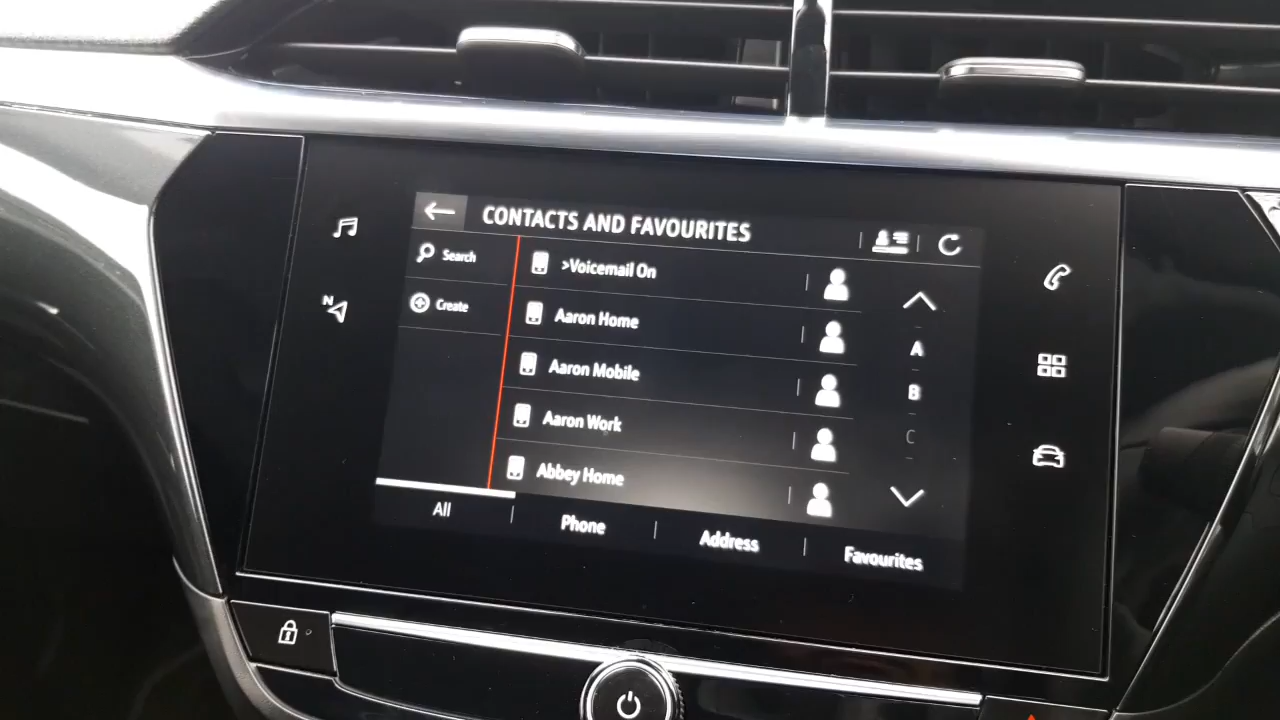 CONTACTS AND FAVOURITES
Search
Create
>Voicemail On
Aaron Home
Aaron Mobile
Aaron Work
Abbey Home
A
B
C
All
Phone
Address
Favourites
N